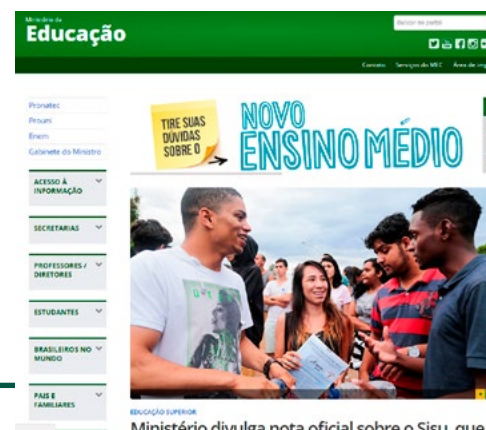 Ministério da
Educação
Buscar no portal
Contato Serviços do MEC
Pronatec
Prouni
Enem
Gabinete do Ministro
ACESSO À
INFORMAÇÃO
SECRETARIAS
PROFESSORES /
DIRETORES
ESTUDANTES
BRASILEIROS NO
MUNDO
PAIS E
FAMILIARES
TIRE SUAS
DÚVIDAS
SOBRE O
NOVO
ENSINO MÉDIO
EDUCAÇÃO SUPERIOR
Ministério divulga nota oficial sobre o Sisu, que